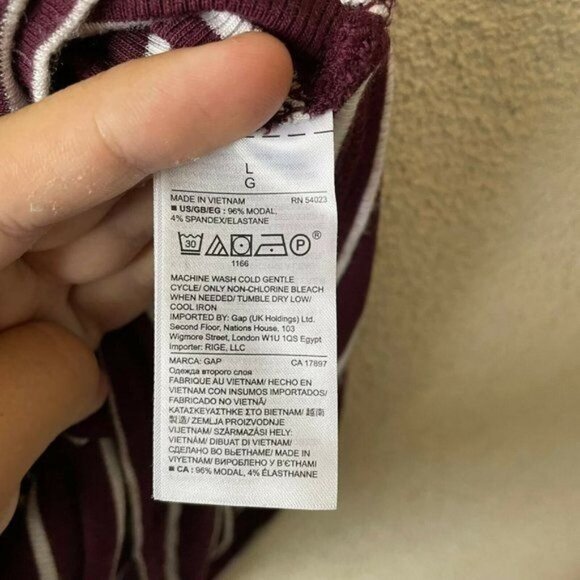 L
G
MADE IN VIETNAM RN 54023
■ US/GB/EG : 96% MODAL,
4% SPANDEX/ELASTANE
30 P ®
1166
MACHINE WASH COLD GENTLE
CYCLE/ ONLY NON-CHLORINE BLEACH
WHEN NEEDED/ TUMBLE DRY LOW/
COOL IRON
IMPORTED BY: Gap (UK Holdings) Ltd.
Second Floor, Nations House, 103
Wigmore Street, London W1U 1QS Egypt
Importer: RIGE, LLC
MARCA: GAP CA 17897
Одежда второго слоя
FABRIQUÉ AU VIETNAM/ HECHO EN
VIETNAM CON INSUMOS IMPORTADOS/
FABRICADO NO VIETNÃ/
ΚΑΤΑΣΚΕΥΑΣΤΗΚΕ ΣΤΟ ΒΙΕΤΝΑΜ/ 越南
製造/ ZEMLJA PROIZVODNJE
VIJETNAM/ SZÁRMAZÁSI HELY:
VIETNÁM/ DIBUAT DI VIETNAM/
СДЕЛАНО ВО ВЬЕТНАМЕ/ MADE IN
VIYETNAM/ ВИРОБЛЕНО У В'ЄТНАМІ
■ CA : 96% MODAL, 4% ÉLASTHANNE